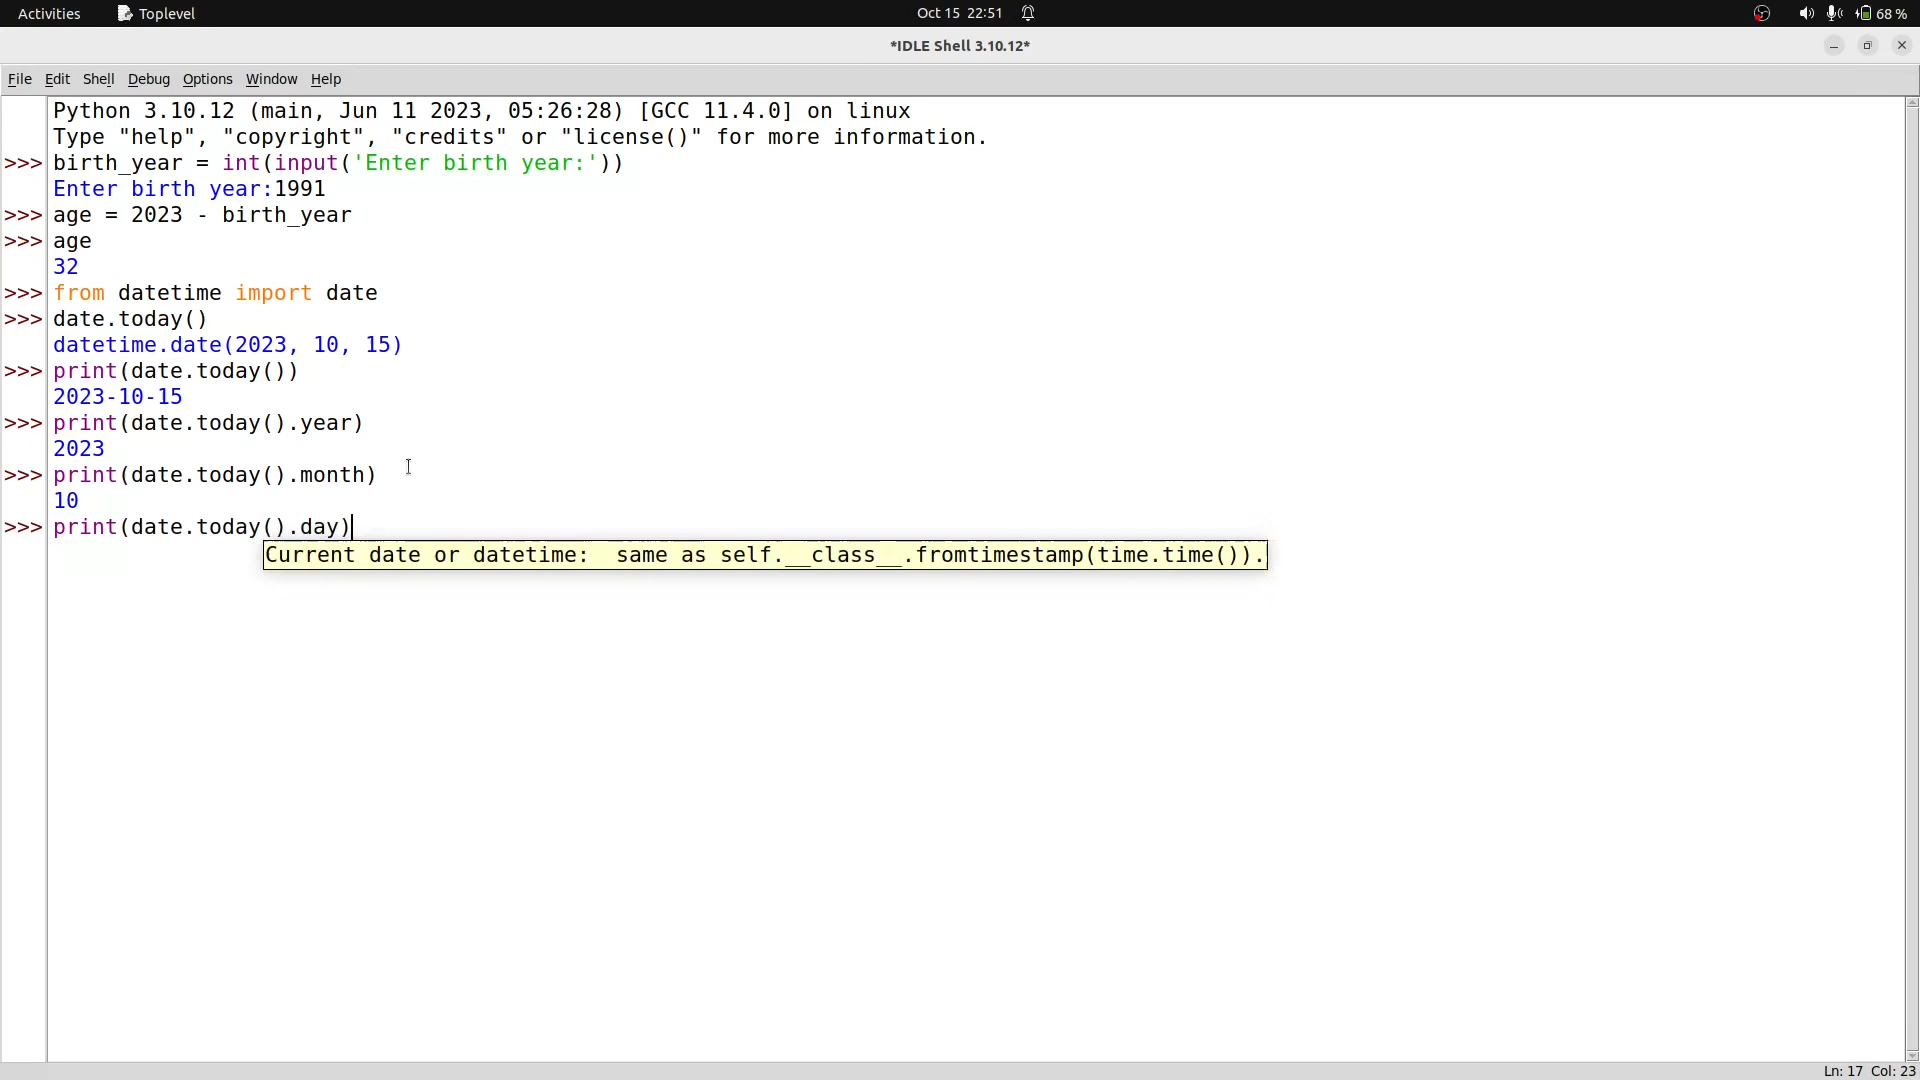 Activities Toplevel Oct 15 22:51 68 %
*IDLE Shell 3.10.12*
File Edit Shell Debug Options Window Help
Python 3.10.12 (main, Jun 11 2023, 05:26:28) [GCC 11.4.0] on linux
Type "help", "copyright", "credits" or "license()" for more information.
>>> birth_year = int(input('Enter birth year:'))
Enter birth year:1991
>>> age = 2023 - birth_year
>>> age
32
>>> from datetime import date
>>> date.today()
datetime.date(2023, 10, 15)
>>> print(date.today())
2023-10-15
>>> print(date.today().year)
2023
>>> print(date.today().month)
10
>>> print(date.today().day)
Current date or datetime:  same as self.__class__.fromtimestamp(time.time()).
Ln: 17 Col: 23